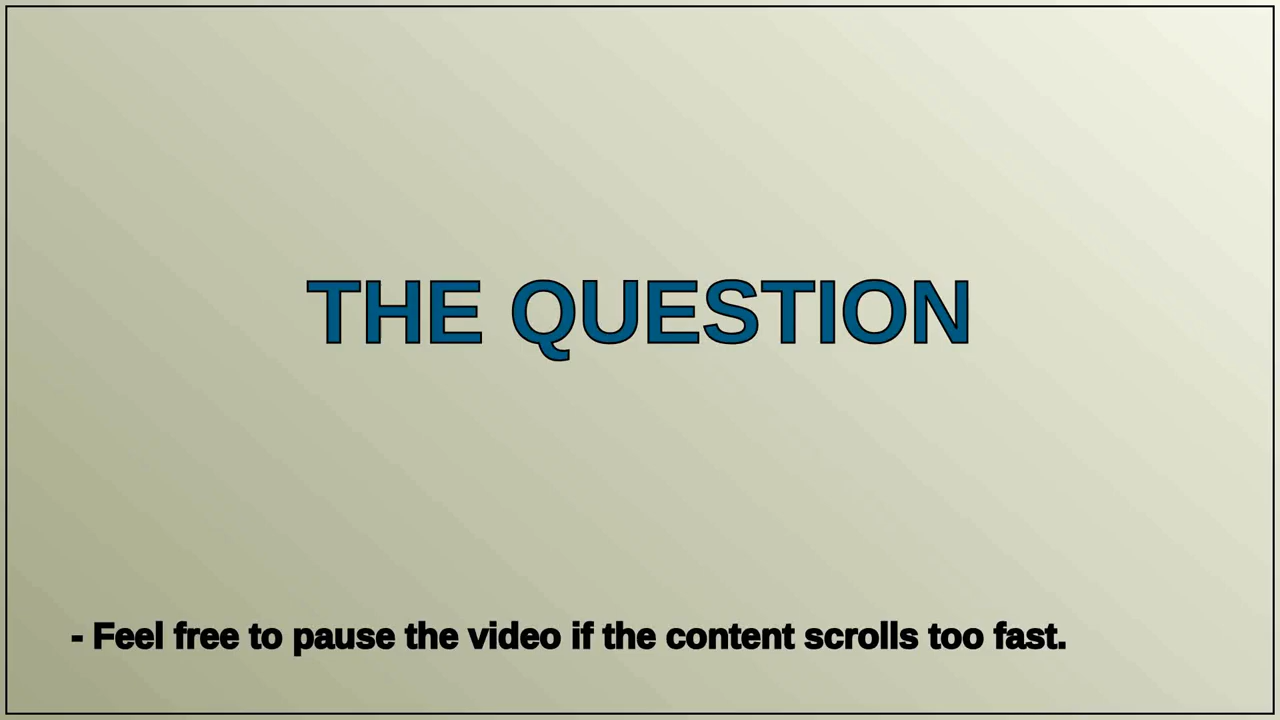 THE QUESTION
- Feel free to pause the video if the content scrolls too fast.